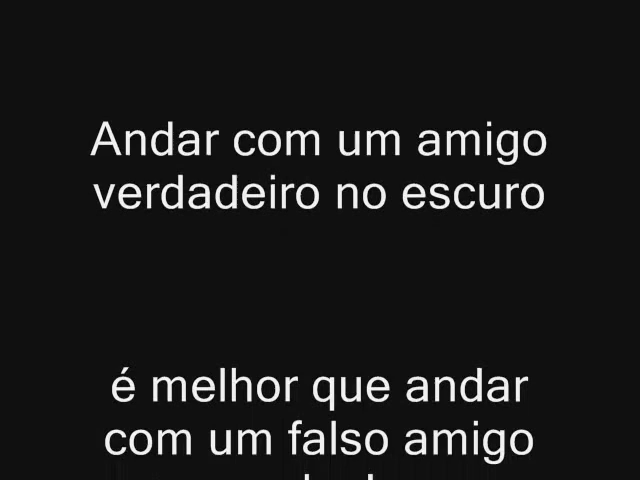 Andar com um amigo
verdadeiro no escuro
é melhor que andar
com um falso amigo